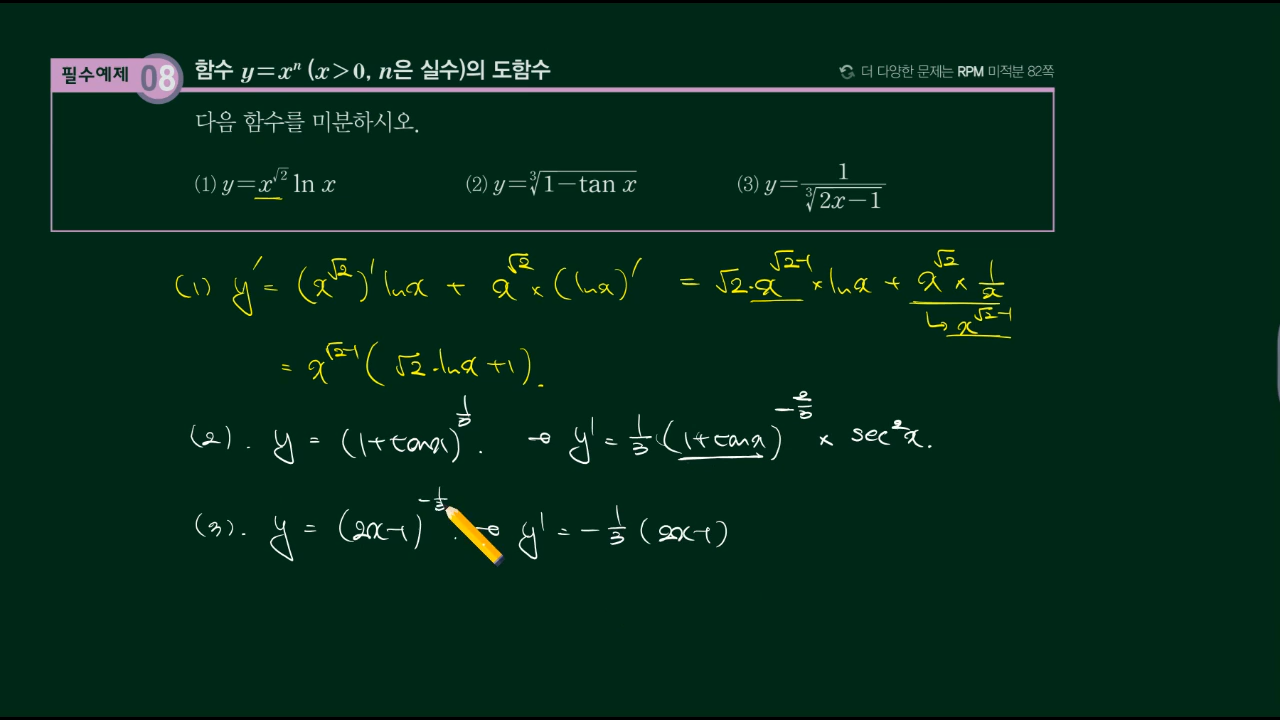 필수예제 08 함수 y=xⁿ (x>0, n은 실수)의 도함수 더 다양한 문제는 RPM 미적분 82쪽
다음 함수를 미분하시오.
(1) y=x^√2 ln x (2) y=∛(1−tan x) (3) y=1/∛(2x−1)
(1) y′ = (x^√2)′ lnx + x^√2 × (lnx)′ = √2·x^(√2−1) × lnx + x^√2 × 1/x
↳ x^(√2−1)
= x^(√2−1) (√2·lnx+1).
(2). y = (1+tanx)^(1/3). → y′ = 1/3 (1+tanx)^(−2/3) × sec²x.
(3). y = (2x−1)^(−1/3). → y′ = −1/3 (2x−1)